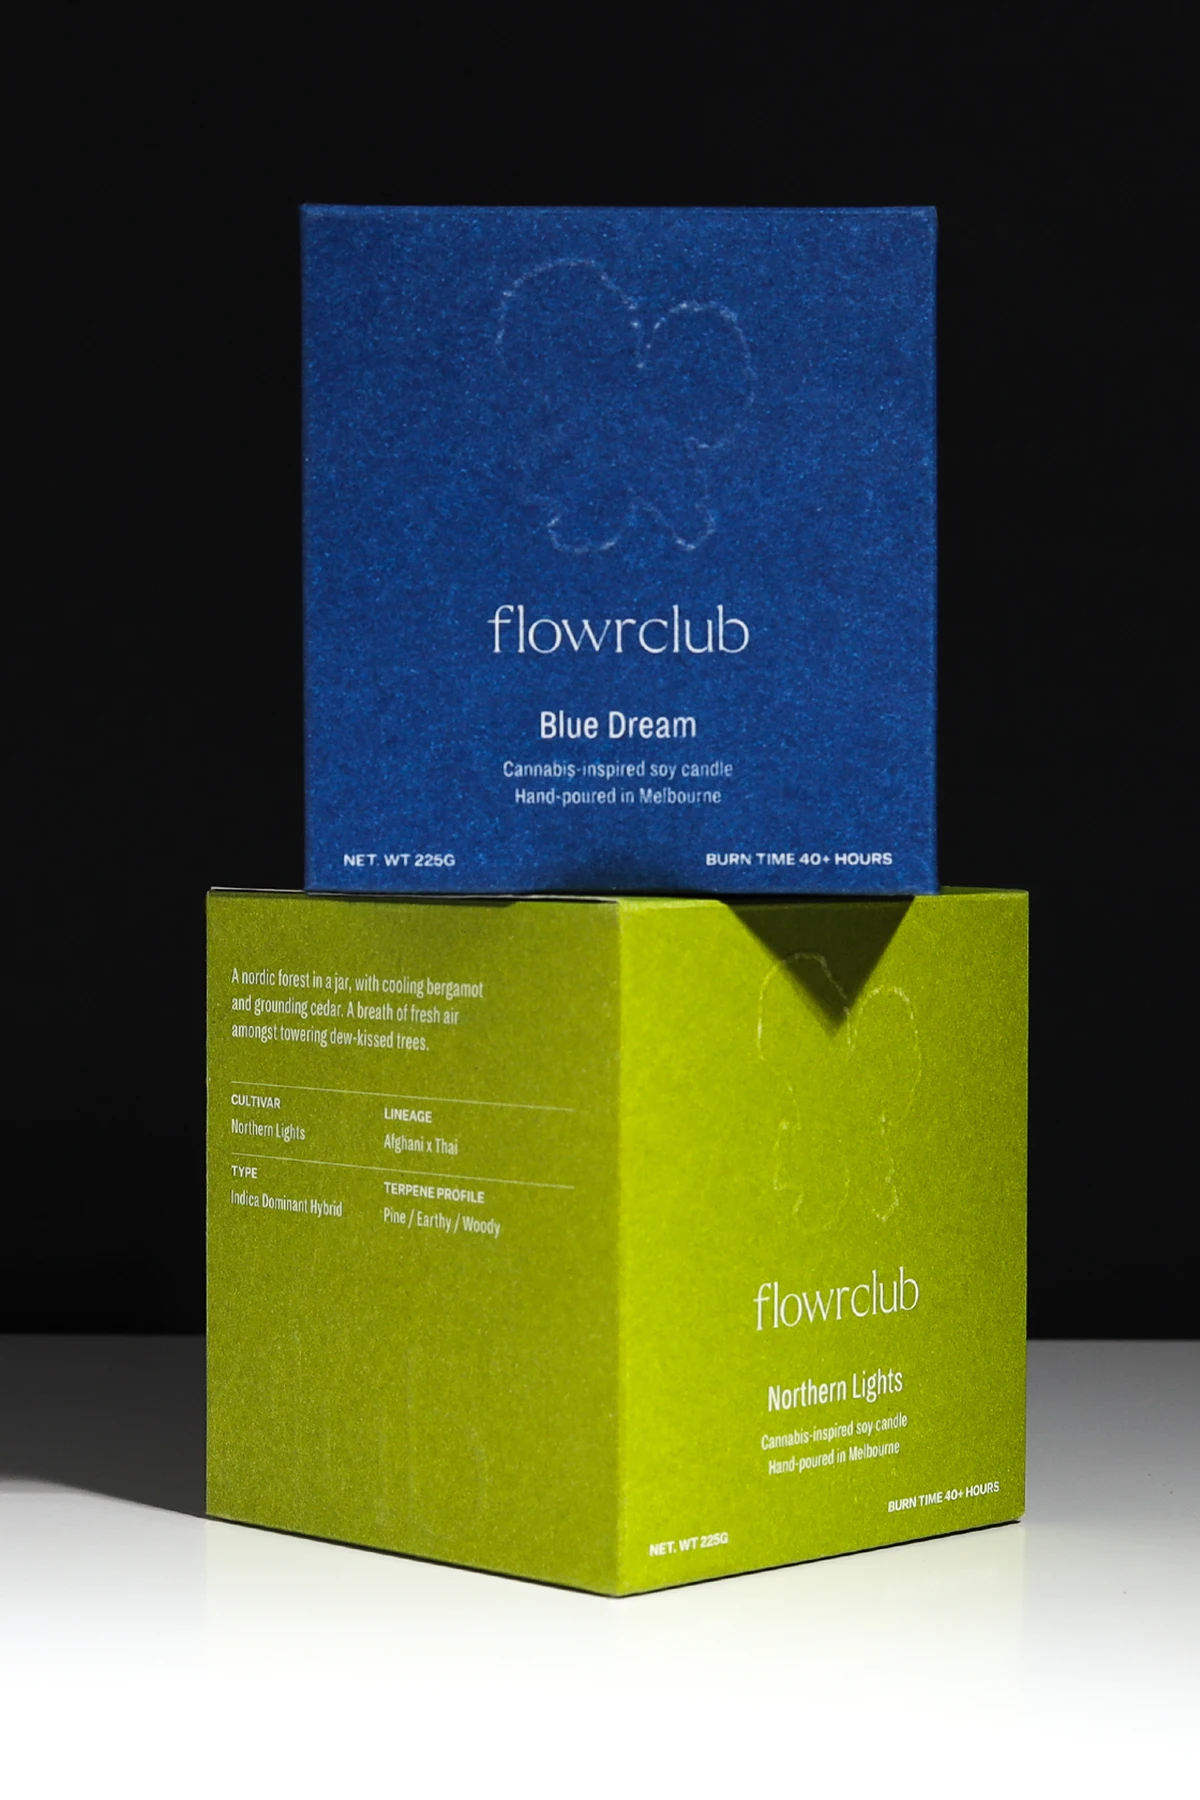 flowrclub
Blue Dream
Cannabis-inspired soy candle
Hand-poured in Melbourne
NET. WT 225G
BURN TIME 40+ HOURS
A nordic forest in a jar, with cooling bergamot
and grounding cedar. A breath of fresh air
amongst towering dew-kissed trees.
CULTIVAR
Northern Lights
LINEAGE
Afghani x Thai
TYPE
Indica Dominant Hybrid
TERPENE PROFILE
Pine / Earthy / Woody
flowrclub
Northern Lights
Cannabis-inspired soy candle
Hand-poured in Melbourne
NET. WT 225G
BURN TIME 40+ HOURS